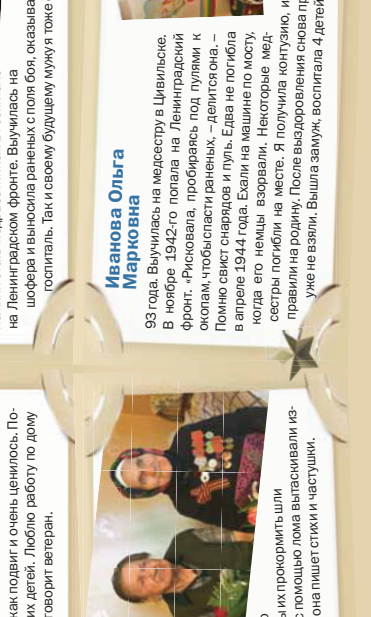 как подвиг и очень ценилось. По-
их детей. Люблю работу по дому
говорит ветеран.
на Ленинградском фронте. Выучилась на
шофера и выносила раненых с поля боя, оказыва
госпиталь. Так и своему будущему мужу я тоже
ы их прокормить шли
с помощью лома вытаскивали из-
она пишет стихи и частушки.
Иванова Ольга
Марковна
93 года. Выучилась на медсестру в Цивильске.
В ноябре 1942-го попала на Ленинградский
фронт. «Рисковала, пробираясь под пулями к
окопам, чтобы спасти раненых, – делится она. –
Помню свист снарядов и пуль. Едва не погибла
в апреле 1944 года. Ехали на машине по мосту,
когда его немцы взорвали. Некоторые мед-
сестры погибли на месте. Я получила контузию, и
правили на родину. После выздоровления снова пр
уже не взяли. Вышла замуж, воспитала 4 детей